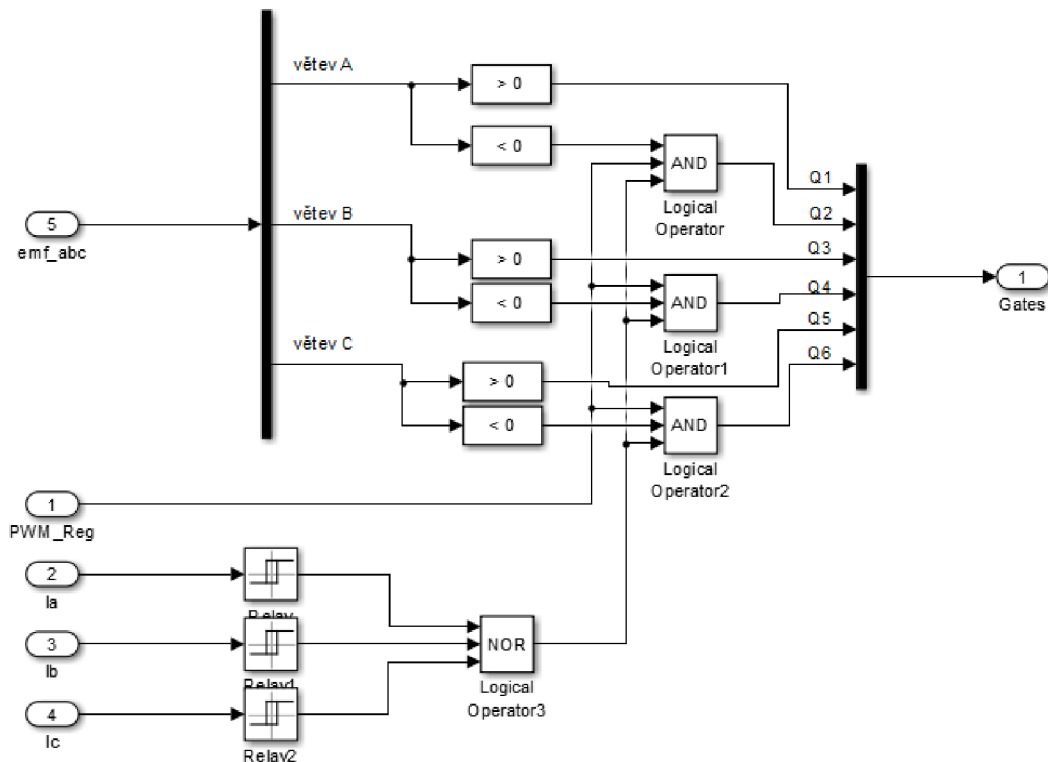 větev A
> 0
< 0
AND
Logical
Operator
Q1
Q2
5
emf_abc
větev B
> 0
< 0
AND
Logical
Operator1
Q3
Q4
Q5
Q6
1
Gates
větev C
> 0
< 0
AND
Logical
Operator2
1
PWM_Reg
2
Ia
Relay
3
Ib
Relay1
NOR
Logical
Operator3
4
Ic
Relay2